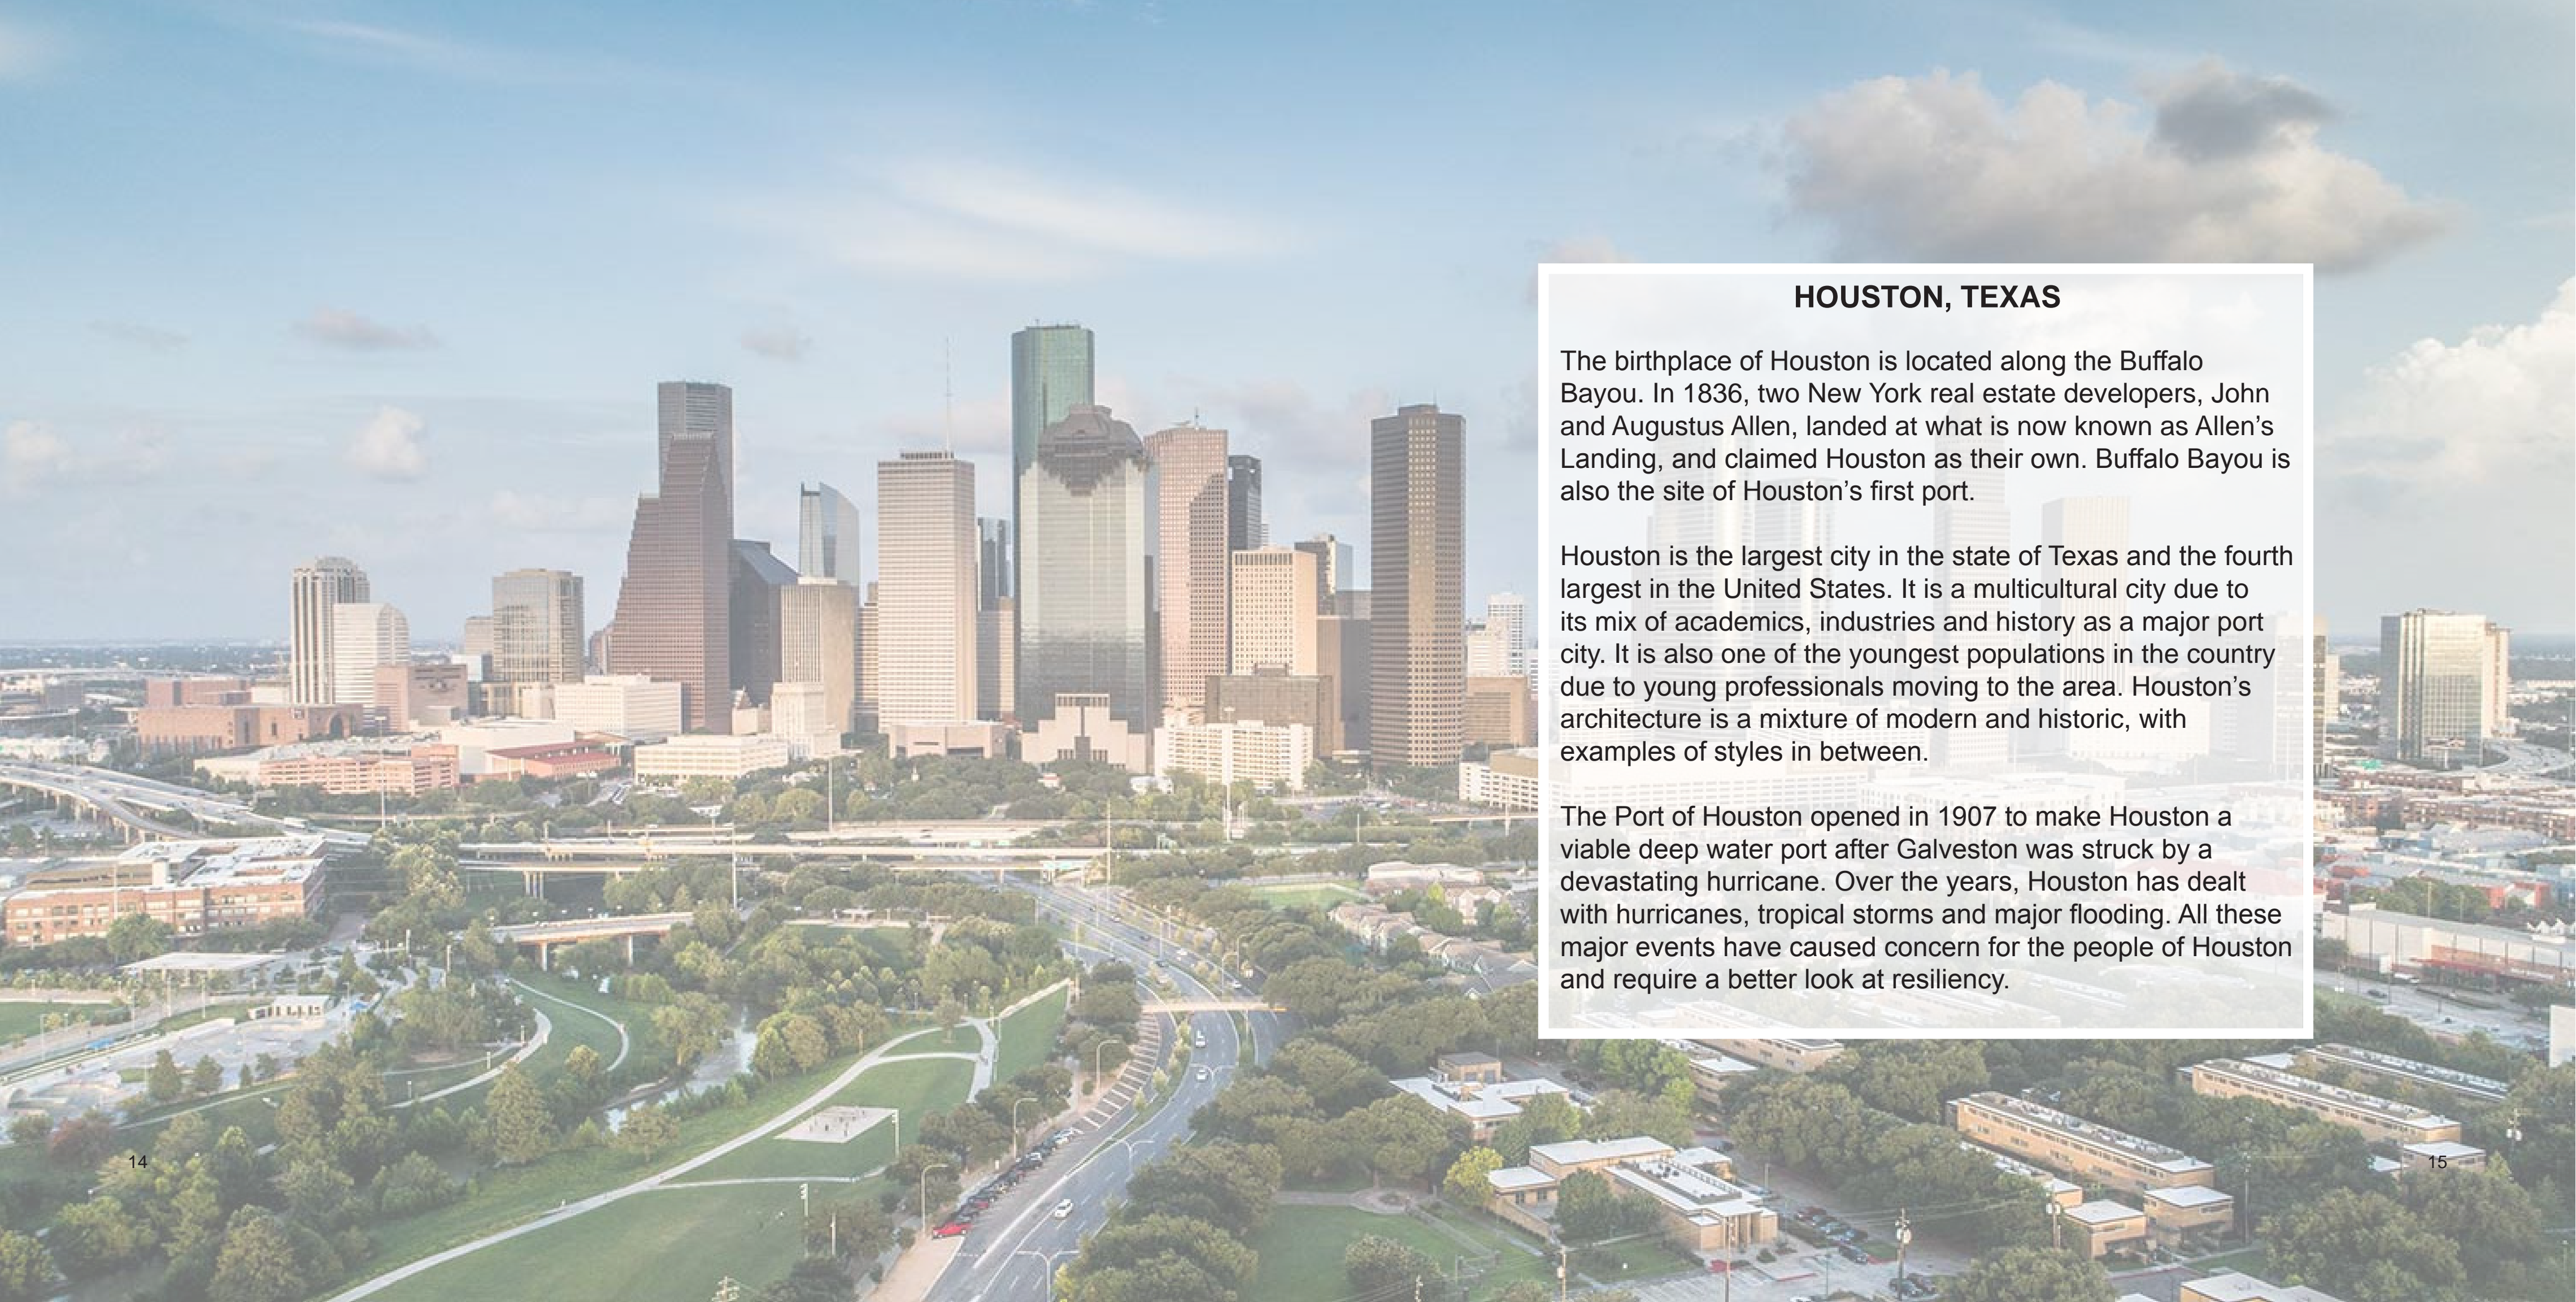 HOUSTON, TEXAS
The birthplace of Houston is located along the Buffalo
Bayou. In 1836, two New York real estate developers, John
and Augustus Allen, landed at what is now known as Allen’s
Landing, and claimed Houston as their own. Buffalo Bayou is
also the site of Houston’s first port.
Houston is the largest city in the state of Texas and the fourth
largest in the United States. It is a multicultural city due to
its mix of academics, industries and history as a major port
city. It is also one of the youngest populations in the country
due to young professionals moving to the area. Houston’s
architecture is a mixture of modern and historic, with
examples of styles in between.
The Port of Houston opened in 1907 to make Houston a
viable deep water port after Galveston was struck by a
devastating hurricane. Over the years, Houston has dealt
with hurricanes, tropical storms and major flooding. All these
major events have caused concern for the people of Houston
and require a better look at resiliency.
14
15